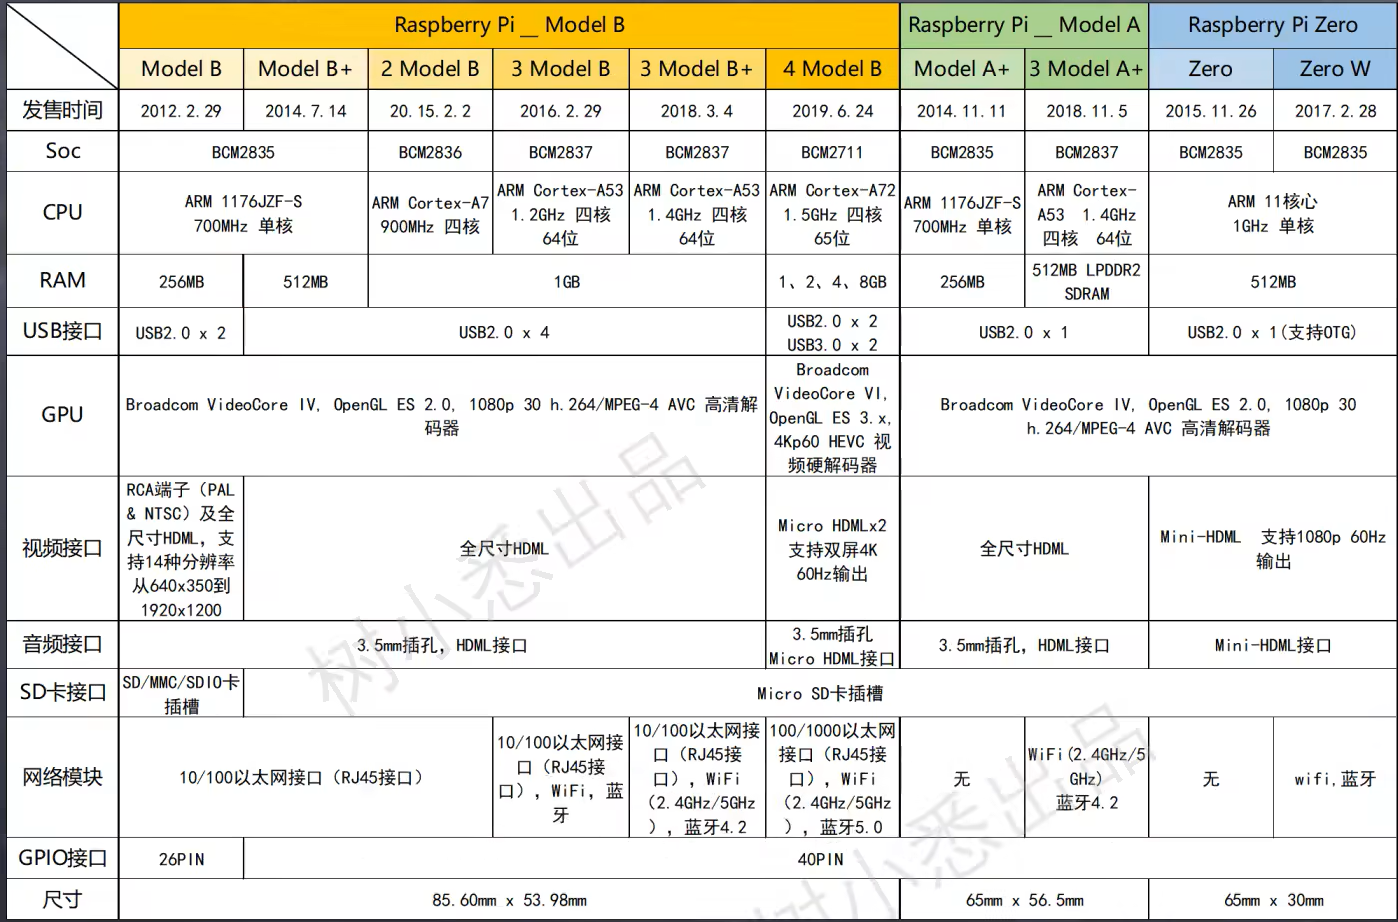 Raspberry Pi __ Model B
Raspberry Pi __ Model A
Raspberry Pi Zero
Model B
Model B+
2 Model B
3 Model B
3 Model B+
4 Model B
Model A+
3 Model A+
Zero
Zero W
发售时间
2012.2.29
2014.7.14
20.15.2.2
2016.2.29
2018.3.4
2019.6.24
2014.11.11
2018.11.5
2015.11.26
2017.2.28
Soc
BCM2835
BCM2836
BCM2837
BCM2837
BCM2711
BCM2835
BCM2837
BCM2835
BCM2835
CPU
ARM 1176JZF-S
700MHz 单核
ARM Cortex-A7
900MHz 四核
ARM Cortex-A53
1.2GHz 四核
64位
ARM Cortex-A53
1.4GHz 四核
64位
ARM Cortex-A72
1.5GHz 四核
65位
ARM 1176JZF-S
700MHz 单核
ARM Cortex-
A53 1.4GHz
四核 64位
ARM 11核心
1GHz 单核
RAM
256MB
512MB
1GB
1、2、4、8GB
256MB
512MB LPDDR2
SDRAM
512MB
USB接口
USB2.0 x 2
USB2.0 x 4
USB2.0 x 2
USB3.0 x 2
USB2.0 x 1
USB2.0 x 1(支持OTG)
GPU
Broadcom VideoCore IV, OpenGL ES 2.0, 1080p 30 h.264/MPEG-4 AVC 高清解
码器
Broadcom
VideoCore VI,
OpenGL ES 3.x,
4Kp60 HEVC 视
频硬解码器
Broadcom VideoCore IV, OpenGL ES 2.0, 1080p 30
h.264/MPEG-4 AVC 高清解码器
视频接口
RCA端子（PAL
& NTSC）及全
尺寸HDML，支
持14种分辨率
从640x350到
1920x1200
全尺寸HDML
Micro HDMLx2
支持双屏4K
60Hz输出
全尺寸HDML
Mini-HDML 支持1080p 60Hz
输出
音频接口
3.5mm插孔，HDML接口
3.5mm插孔
Micro HDML接口
3.5mm插孔，HDML接口
Mini-HDML接口
SD卡接口
SD/MMC/SDIO卡
插槽
Micro SD卡插槽
网络模块
10/100以太网接口（RJ45接口）
10/100以太网接
口（RJ45接
口），WiFi，蓝
牙
10/100以太网接
口（RJ45接
口），WiFi
（2.4GHz/5GHz
），蓝牙4.2
100/1000以太网
接口（RJ45接
口），WiFi
（2.4GHz/5GHz
），蓝牙5.0
无
WiFi(2.4GHz/5
GHz)
蓝牙4.2
无
wifi,蓝牙
GPIO接口
26PIN
40PIN
尺寸
85.60mm x 53.98mm
65mm x 56.5mm
65mm x 30mm
树小悉出品
树小悉出品